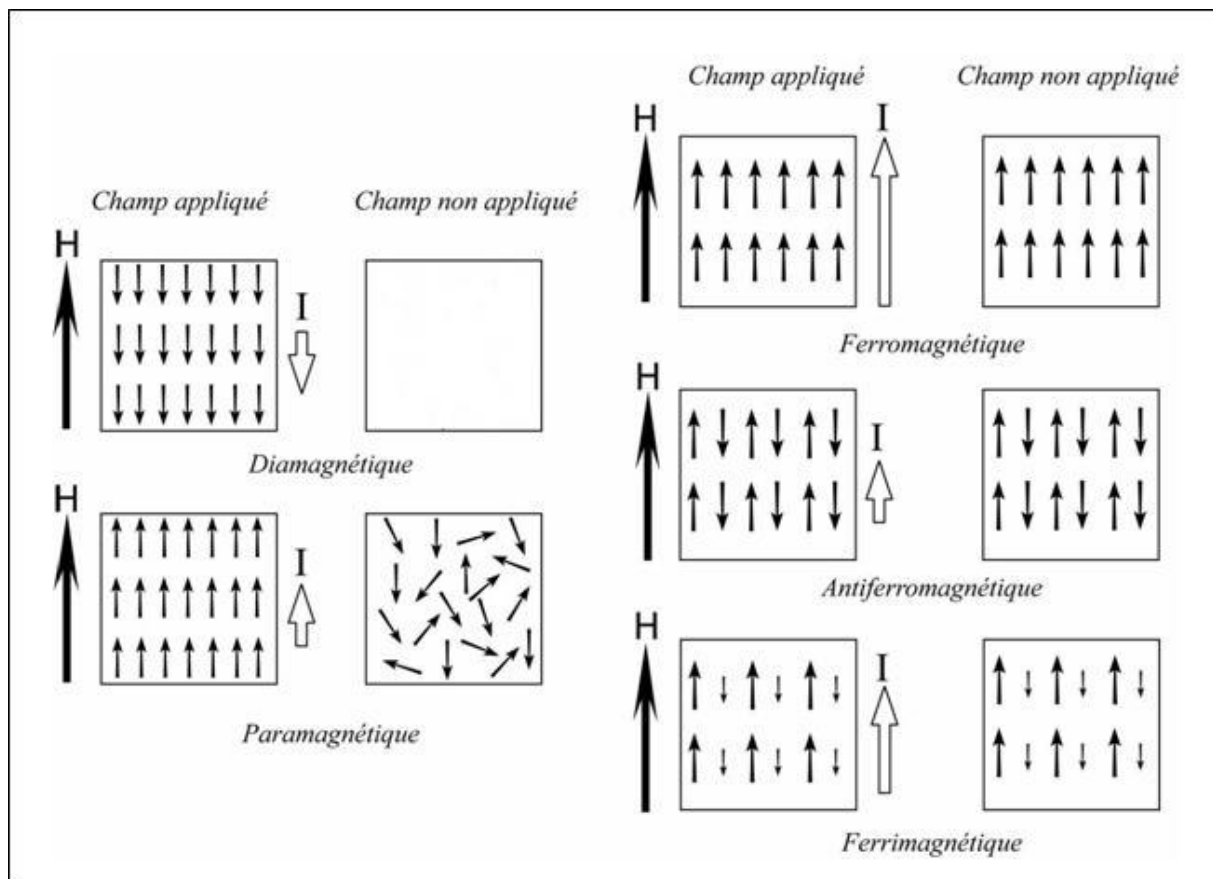 Champ appliqué
Champ non appliqué
H
I
Diamagnétique
H
I
Paramagnétique
Champ appliqué
Champ non appliqué
H
I
Ferromagnétique
H
I
Antiferromagnétique
H
I
Ferrimagnétique